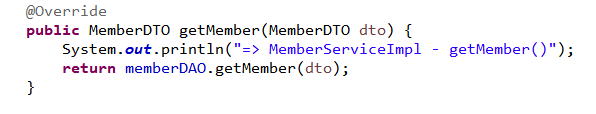 @Override
public MemberDTO getMember(MemberDTO dto) {
System.out.println("=> MemberServiceImpl - getMember()");
return memberDAO.getMember(dto);
}